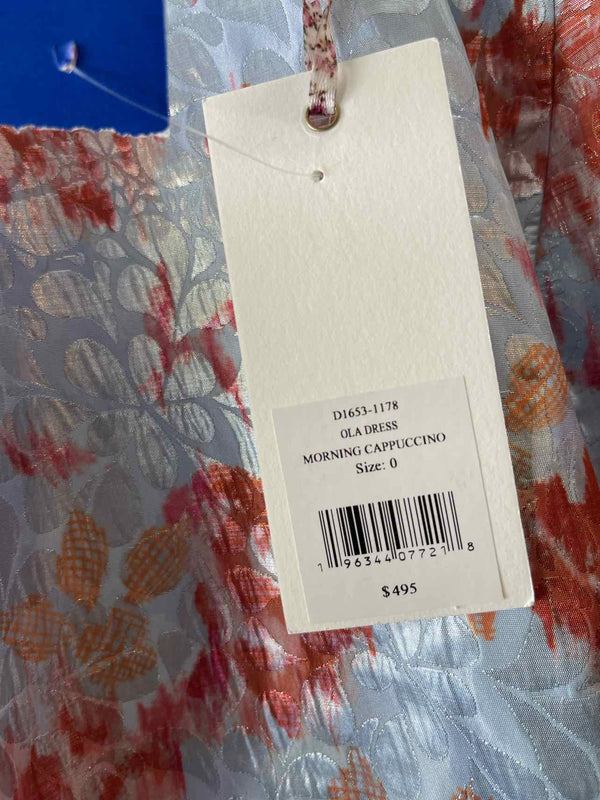 D1653-1178
OLA DRESS
MORNING CAPPUCCINO
Size: 0
1 96344 07721 8
$495